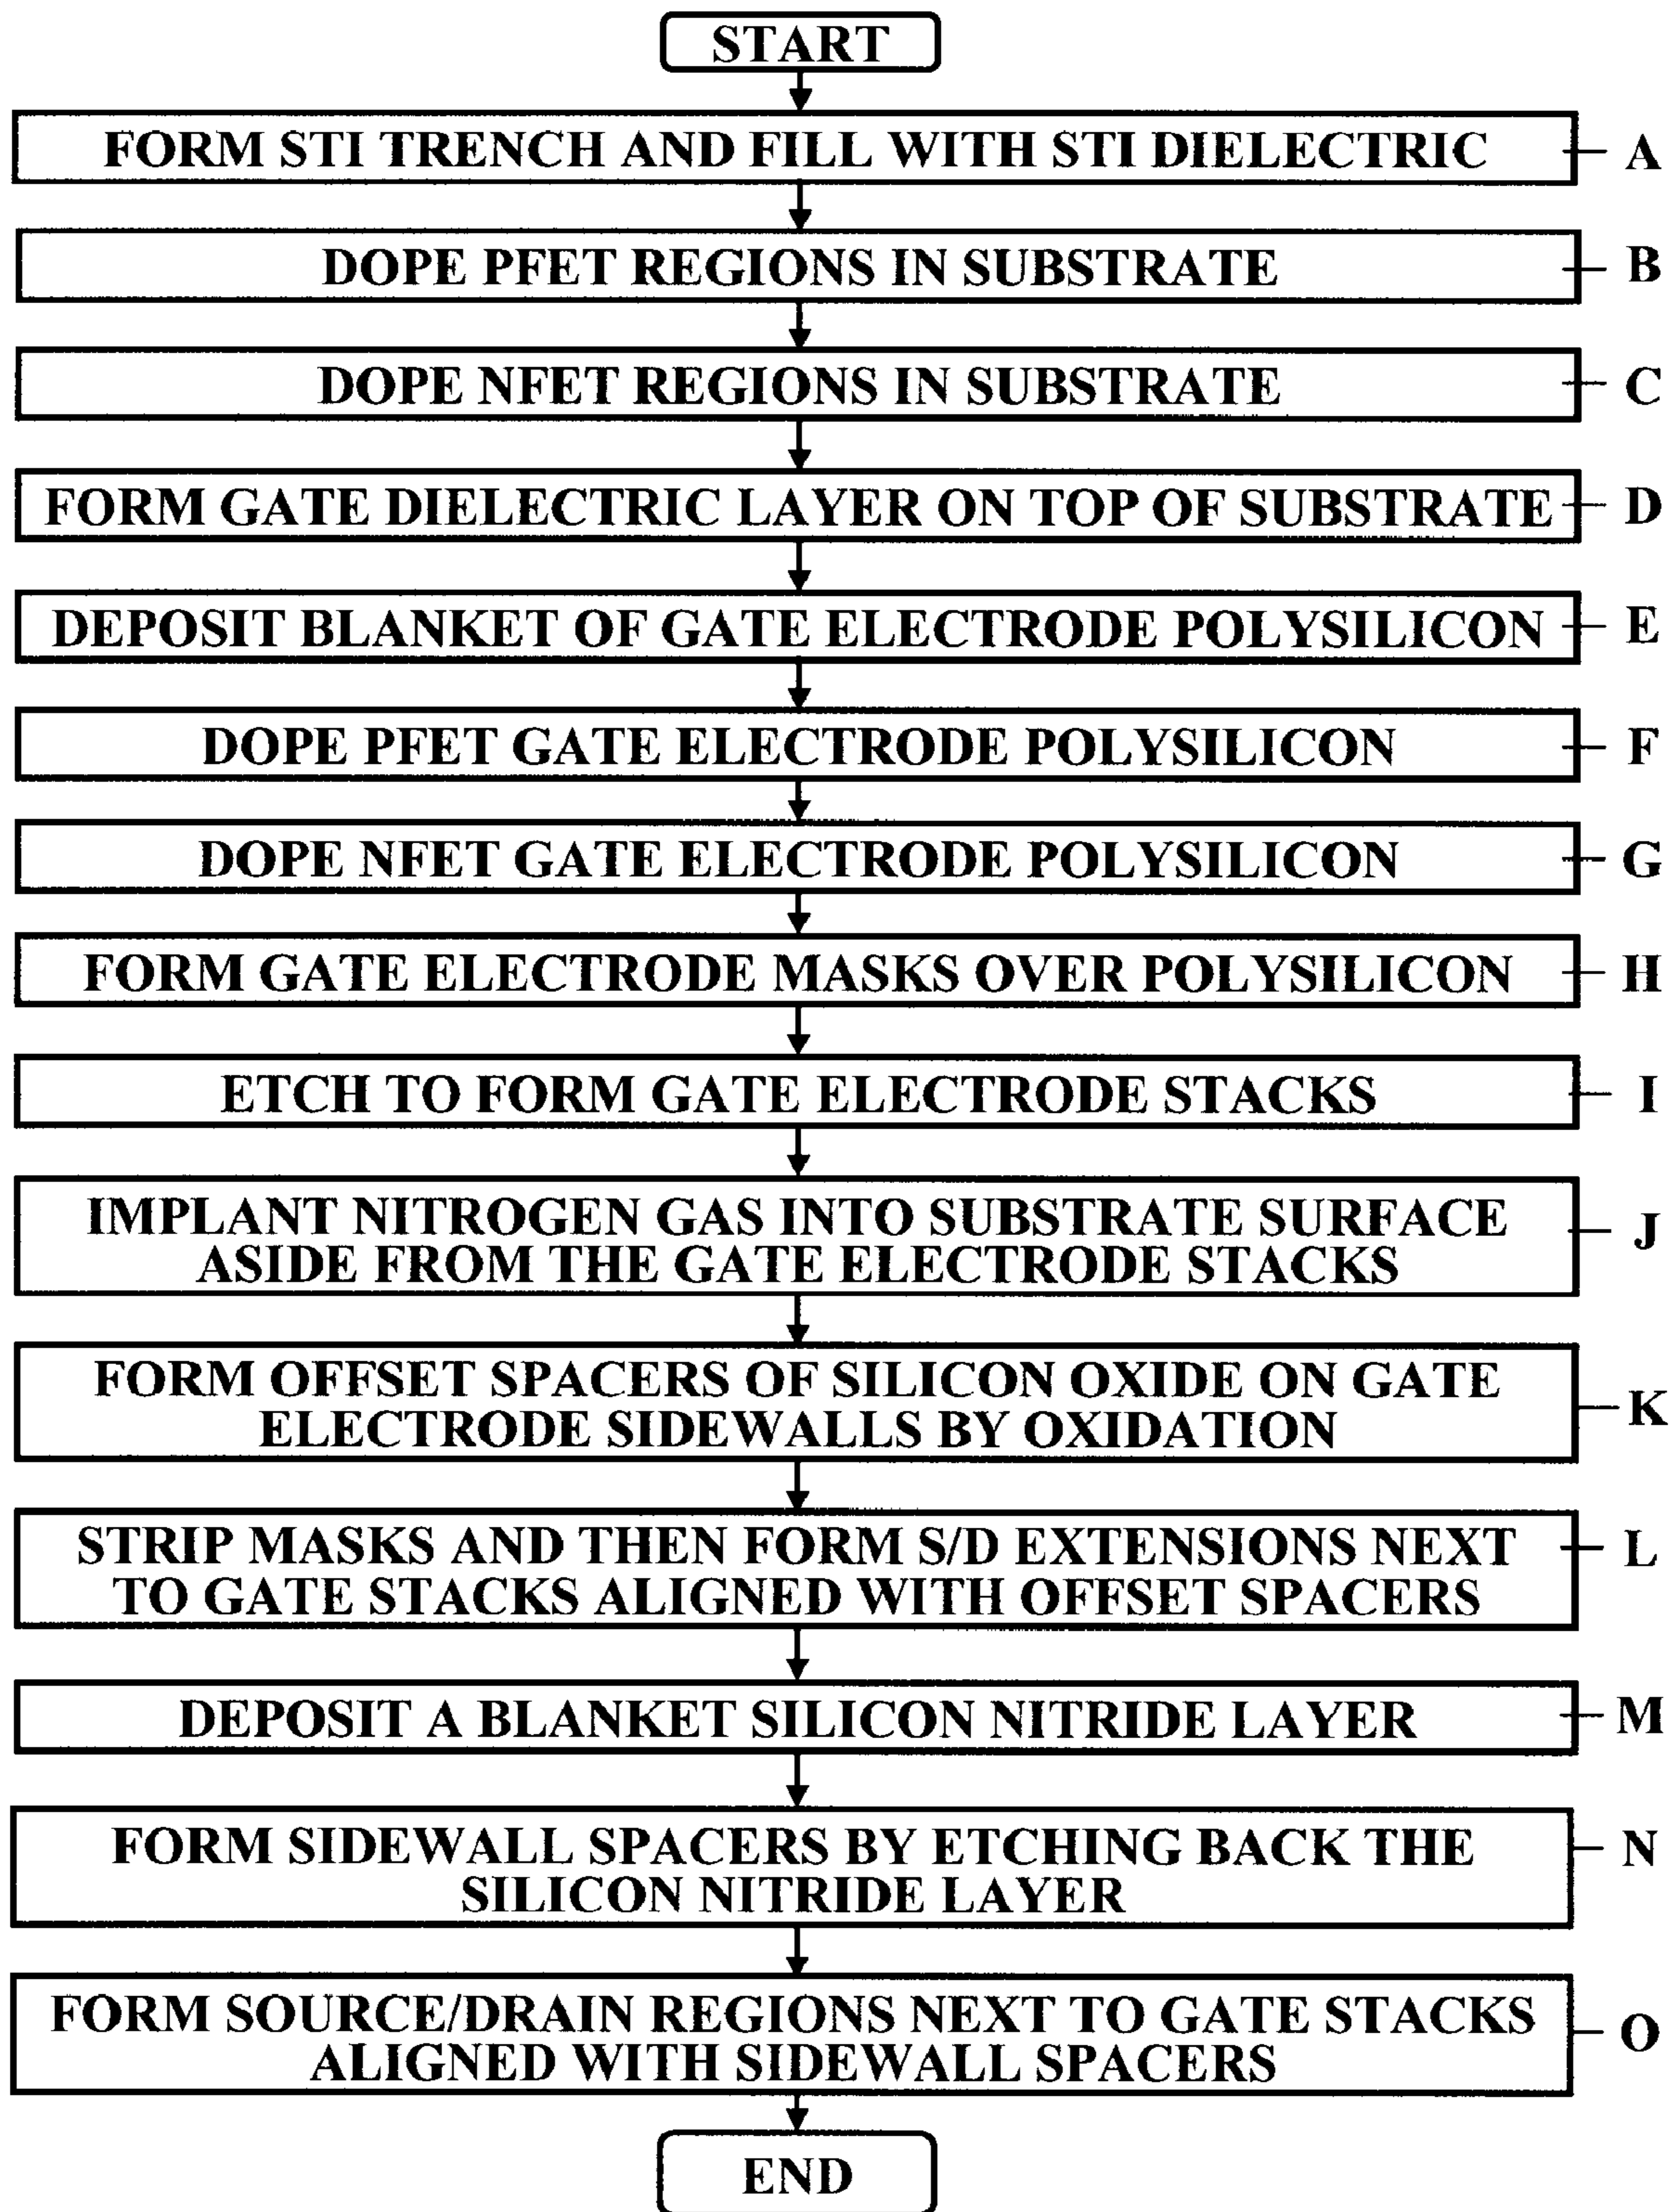 START
FORM STI TRENCH AND FILL WITH STI DIELECTRIC A
DOPE PFET REGIONS IN SUBSTRATE B
DOPE NFET REGIONS IN SUBSTRATE C
FORM GATE DIELECTRIC LAYER ON TOP OF SUBSTRATE D
DEPOSIT BLANKET OF GATE ELECTRODE POLYSILICON E
DOPE PFET GATE ELECTRODE POLYSILICON F
DOPE NFET GATE ELECTRODE POLYSILICON G
FORM GATE ELECTRODE MASKS OVER POLYSILICON H
ETCH TO FORM GATE ELECTRODE STACKS I
IMPLANT NITROGEN GAS INTO SUBSTRATE SURFACE
ASIDE FROM THE GATE ELECTRODE STACKS
J
FORM OFFSET SPACERS OF SILICON OXIDE ON GATE
ELECTRODE SIDEWALLS BY OXIDATION
K
STRIP MASKS AND THEN FORM S/D EXTENSIONS NEXT
TO GATE STACKS ALIGNED WITH OFFSET SPACERS
L
DEPOSIT A BLANKET SILICON NITRIDE LAYER M
FORM SIDEWALL SPACERS BY ETCHING BACK THE
SILICON NITRIDE LAYER
N
FORM SOURCE/DRAIN REGIONS NEXT TO GATE STACKS
ALIGNED WITH SIDEWALL SPACERS
O
END